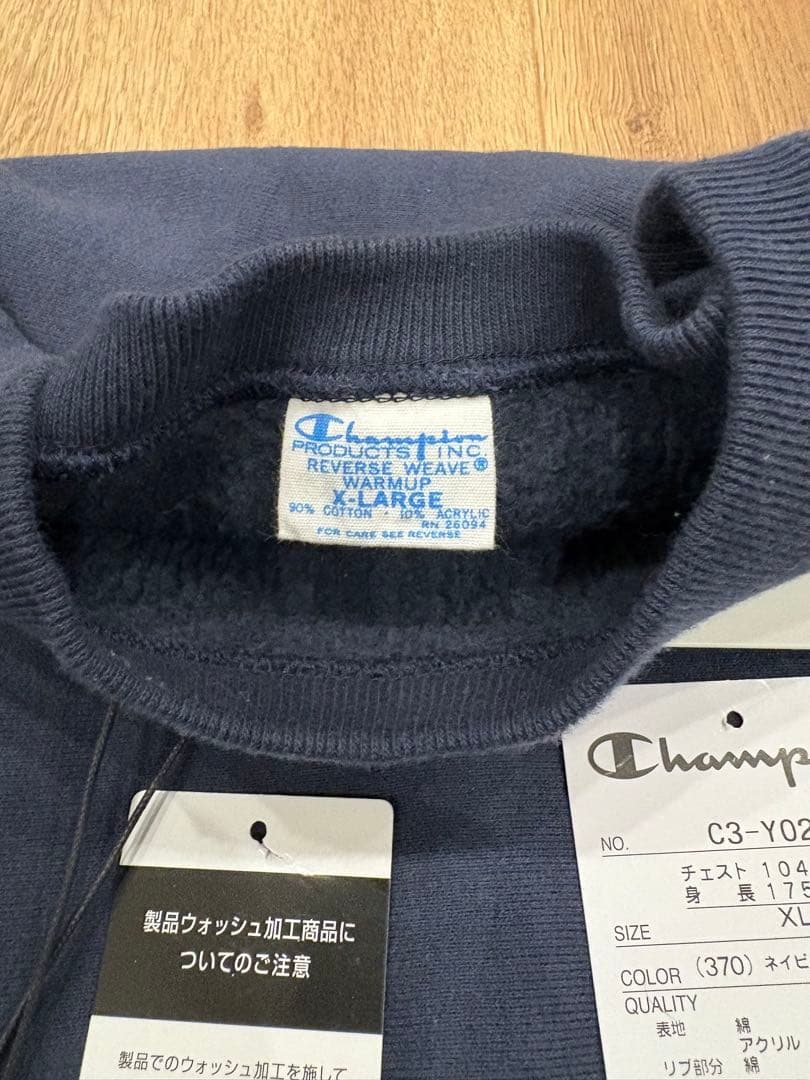 Champion
PRODUCTS INC
REVERSE WEAVE®
WARMUP
X-LARGE
90% COTTON · 10% ACRYLIC
RN 26094
FOR CARE SEE REVERSE
製品ウォッシュ加工商品に
ついてのご注意
製品でのウォッシュ加工を施して
Champ
NO. C3-Y02
チェスト 104
身 長 175
SIZE XL
COLOR (370) ネイビ
QUALITY
表地 綿
アクリル
リブ部分 綿